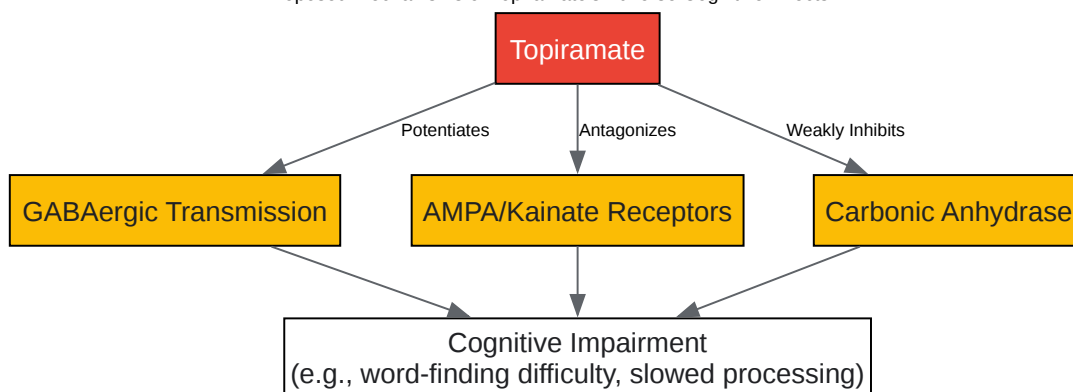 Topiramate
Potentiates
Antagonizes
Weakly Inhibits
GABAergic Transmission
AMPA/Kainate Receptors
Carbonic Anhydrase
Cognitive Impairment
(e.g., word-finding difficulty, slowed processing)